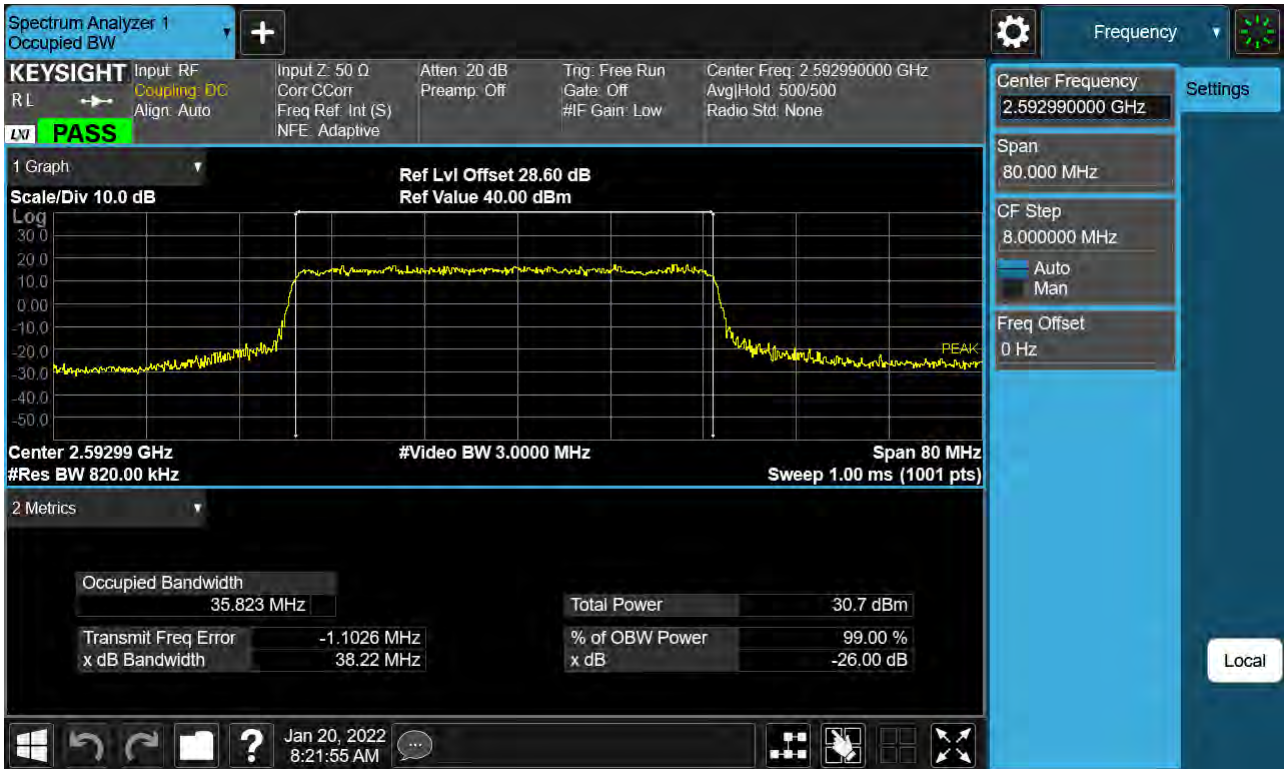 Spectrum Analyzer 1
Occupied BW
+
Frequency
KEYSIGHT
R L
LXI
PASS
Input: RF
Coupling: DC
Align: Auto
Input Z: 50 Ω
Corr CCorr
Freq Ref: Int (S)
NFE: Adaptive
Atten: 20 dB
Preamp: Off
Trig: Free Run
Gate: Off
#IF Gain: Low
Center Freq: 2.592990000 GHz
Avg|Hold: 500/500
Radio Std: None
1 Graph
Scale/Div 10.0 dB
Ref Lvl Offset 28.60 dB
Ref Value 40.00 dBm
Log
30.0
20.0
10.0
0.00
-10.0
-20.0
-30.0
-40.0
-50.0
PEAK
Center 2.59299 GHz
#Video BW 3.0000 MHz
Span 80 MHz
#Res BW 820.00 kHz
Sweep 1.00 ms (1001 pts)
2 Metrics
Occupied Bandwidth
35.823 MHz
Transmit Freq Error -1.1026 MHz
x dB Bandwidth 38.22 MHz
Total Power 30.7 dBm
% of OBW Power 99.00 %
x dB -26.00 dB
Center Frequency
2.592990000 GHz
Span
80.000 MHz
CF Step
8.000000 MHz
Auto
Man
Freq Offset
0 Hz
Settings
Local
?
Jan 20, 2022
8:21:55 AM